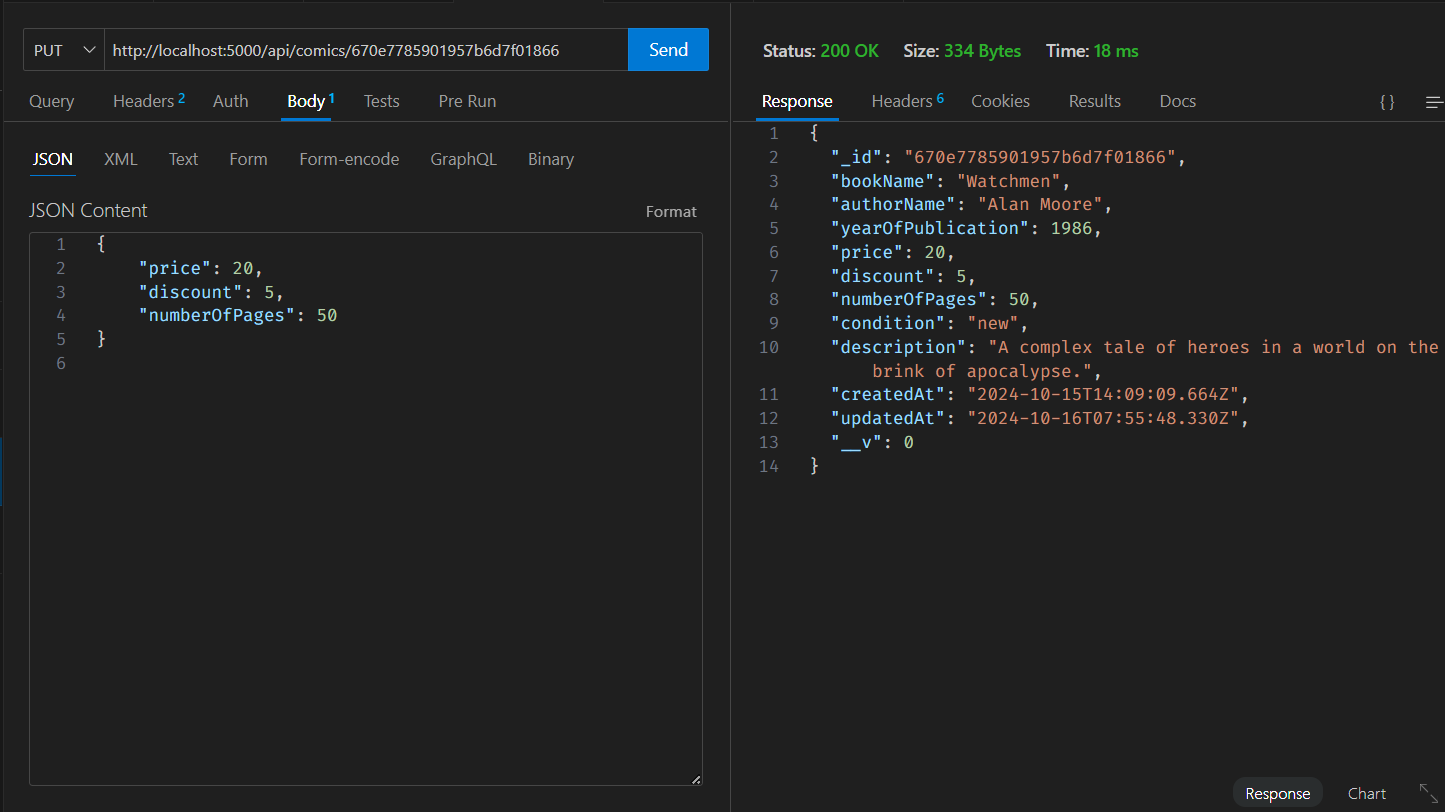 PUT http://localhost:5000/api/comics/670e7785901957b6d7f01866 Send
Query Headers 2 Auth Body 1 Tests Pre Run
JSON XML Text Form Form-encode GraphQL Binary
JSON Content Format
1 {
2 "price": 20,
3 "discount": 5,
4 "numberOfPages": 50
5 }
6
Status: 200 OK Size: 334 Bytes Time: 18 ms
Response Headers 6 Cookies Results Docs { }
1 {
2 "_id": "670e7785901957b6d7f01866",
3 "bookName": "Watchmen",
4 "authorName": "Alan Moore",
5 "yearOfPublication": 1986,
6 "price": 20,
7 "discount": 5,
8 "numberOfPages": 50,
9 "condition": "new",
10 "description": "A complex tale of heroes in a world on the
brink of apocalypse.",
11 "createdAt": "2024-10-15T14:09:09.664Z",
12 "updatedAt": "2024-10-16T07:55:48.330Z",
13 "__v": 0
14 }
Response Chart